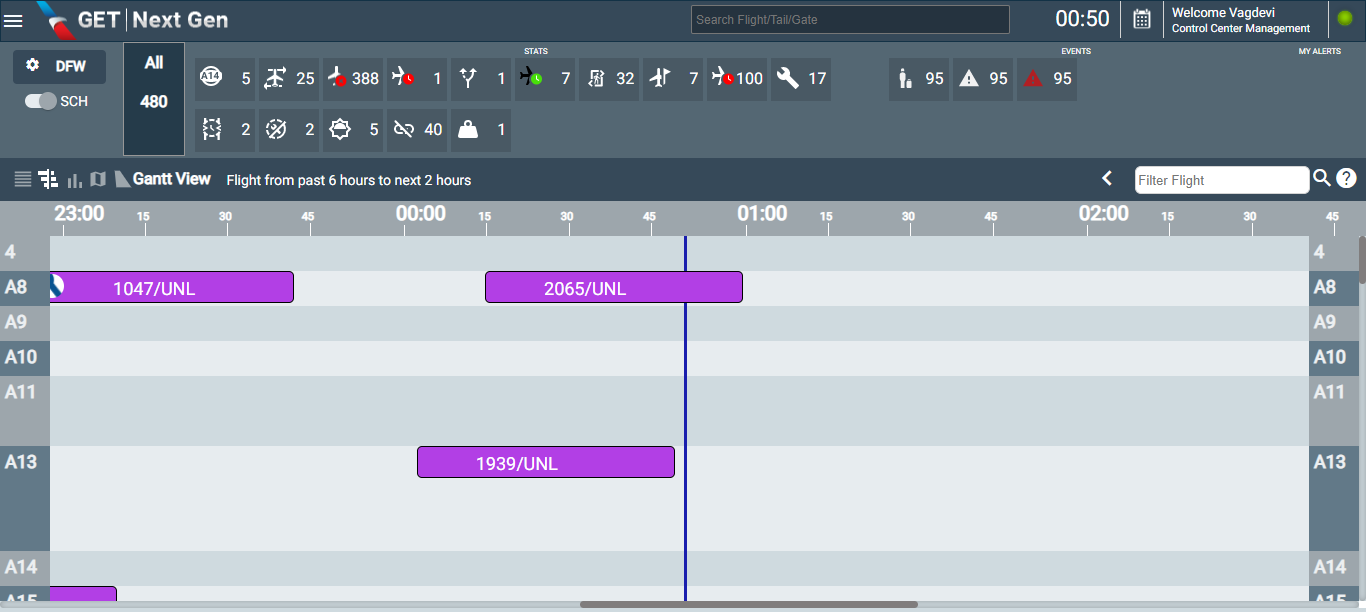 GET | Next Gen
Search Flight/Tail/Gate
00:50
Welcome Vagdevi
Control Center Management
DFW
SCH
All
480
STATS
EVENTS
MY ALERTS
A14 5 25 388 1 1 7 32 7 100 17 95 95 95
2 2 5 40 1
Gantt View
Flight from past 6 hours to next 2 hours
Filter Flight
?
23:00 15 30 45 00:00 15 30 45 01:00 15 30 45 02:00 15 30 45
4 4
A8 1047/UNL 2065/UNL A8
A9 A9
A10 A10
A11 A11
A13 1939/UNL A13
A14 A14
A15 A15